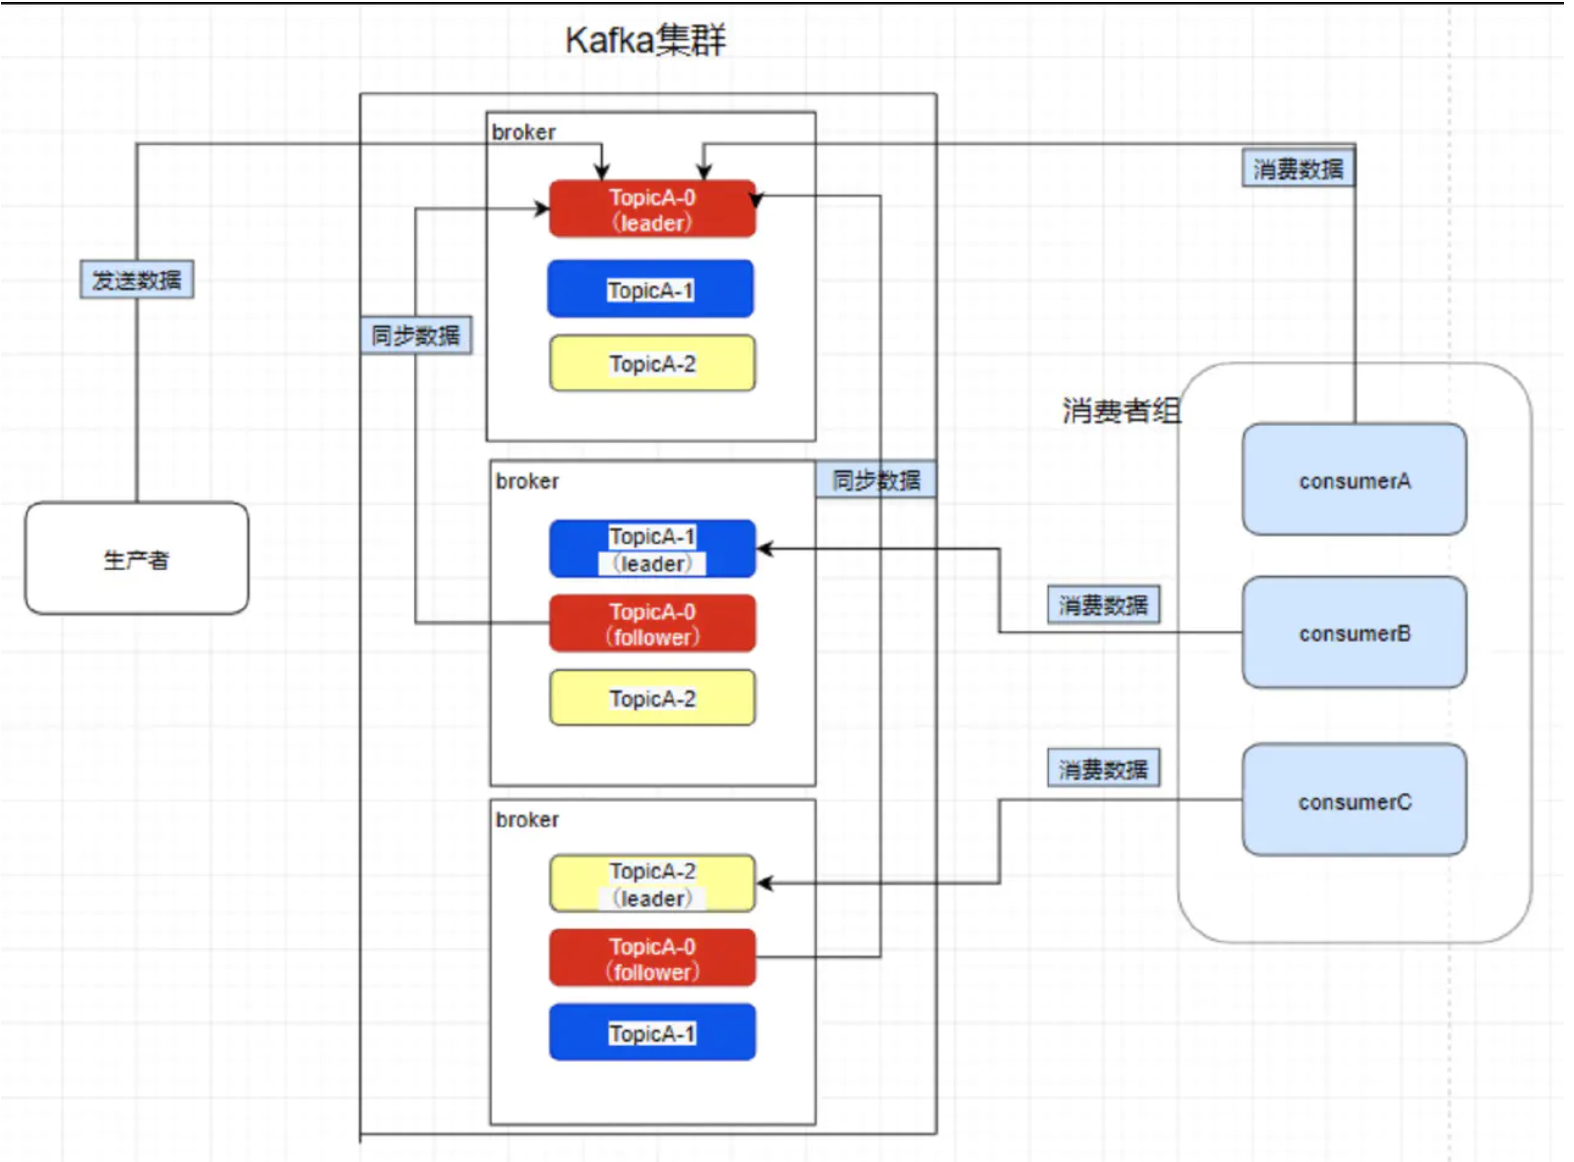 Kafka集群
broker
消费数据
TopicA-0
（leader）
发送数据
TopicA-1
同步数据
TopicA-2
消费者组
broker
同步数据
consumerA
TopicA-1
（leader）
生产者
消费数据
TopicA-0
（follower）
consumerB
TopicA-2
消费数据
broker
consumerC
TopicA-2
（leader）
TopicA-0
（follower）
TopicA-1